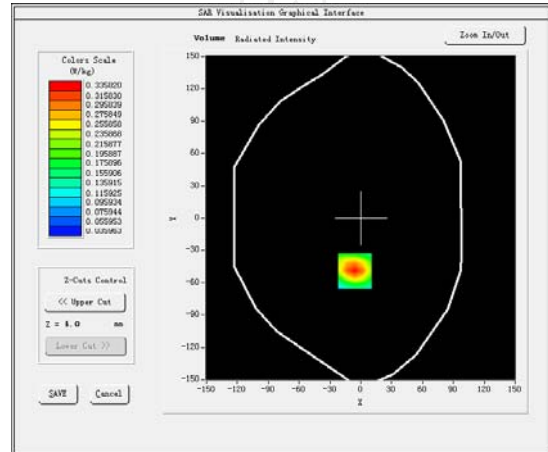 SAR Visualisation Graphical Interface
Volume Radiated Intensity
Zoom In/Out
Colors Scale
(W/kg)
0.335820
0.315830
0.295839
0.275849
0.255858
0.235868
0.215877
0.195887
0.175896
0.155906
0.135915
0.115925
0.095934
0.075944
0.055953
0.035963
150
120
90
60
30
0
-30
-60
-90
-120
-150
Y
-150 -120 -90 -60 -30 0 30 60 90 120 150
X
Z-Cuts Control
<< Upper Cut
Z = 4.0 mm
Lower Cut >>
SAVE Cancel